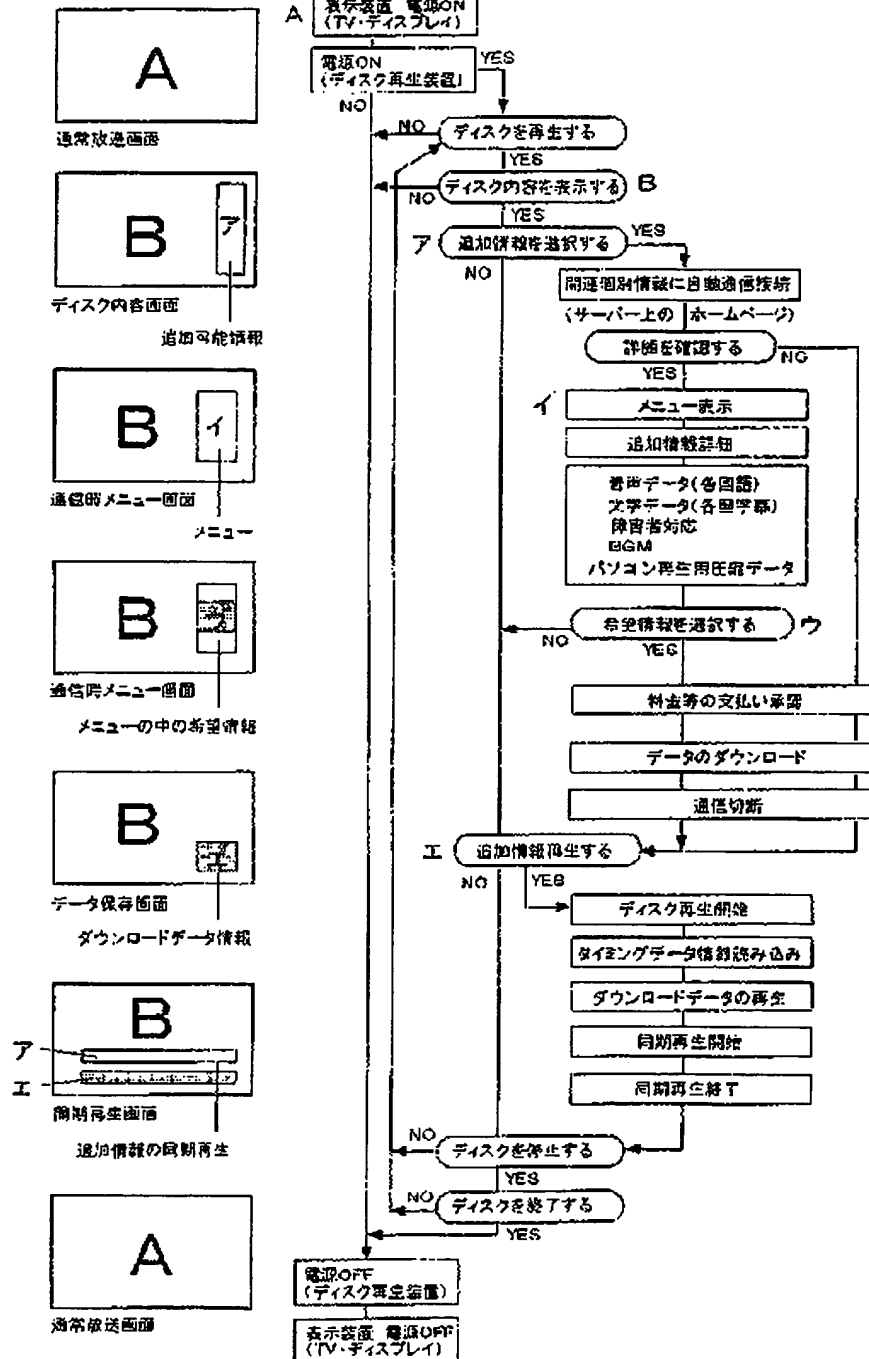 A
通常放送画面
B
ア
ディスク内容画面
追加可能情報
B
イ
通信時メニュー画面
メニュー
B
通信時メニュー画面
メニューの中の希望情報
B
エ
データ保存画面
ダウンロードデータ情報
B
ア
エ
同期再生画面
追加情報の同期再生
A
通常放送画面
A
表示装置 電源ON
(TV・ディスプレイ)
電源ON
(ディスク再生装置)
YES
NO
ディスクを再生する
NO
YES
ディスク内容を表示する
B
NO
YES
ア
追加情報を選択する
YES
NO
関連個別情報に自動通信接続
(サーバー上の ホームページ)
詳細を確認する
NO
YES
イ
メニュー表示
追加情報詳細
音声データ(各国語)
文字データ(各国字幕)
障害者対応
BGM
パソコン再生用圧縮データ
希望情報を選択する
ウ
NO
YES
料金等の支払い承認
データのダウンロード
通信切断
エ
追加情報再生する
NO
YES
ディスク再生開始
タイミングデータ情報読み込み
ダウンロードデータの再生
同期再生開始
同期再生終了
NO
ディスクを停止する
YES
NO
ディスクを終了する
YES
電源OFF
(ディスク再生装置)
表示装置 電源OFF
(TV・ディスプレイ)